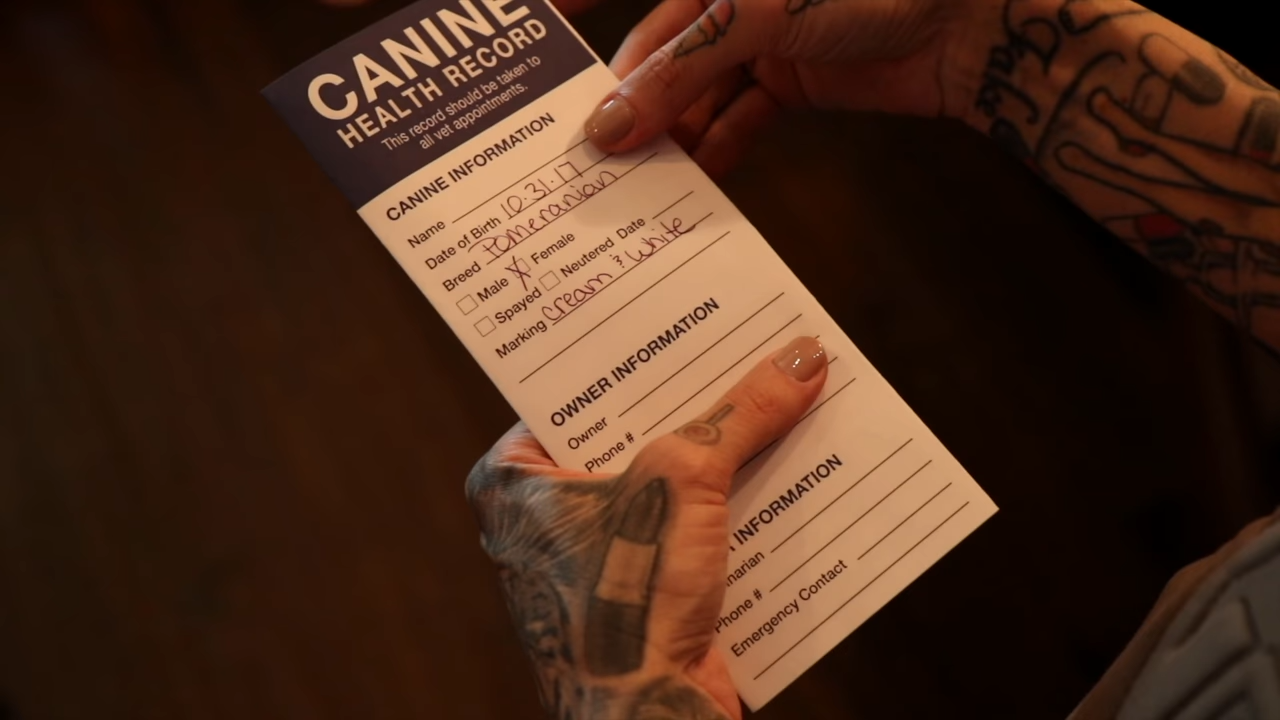 CANINE
HEALTH RECORD
This record should be taken to
all vet appointments.
CANINE INFORMATION
Name
Date of Birth 10.31.17
Breed Pomeranian
Male X Female
Spayed Neutered Date
Marking cream & white
OWNER INFORMATION
Owner
Phone #
INFORMATION
Phone #
Emergency Contact